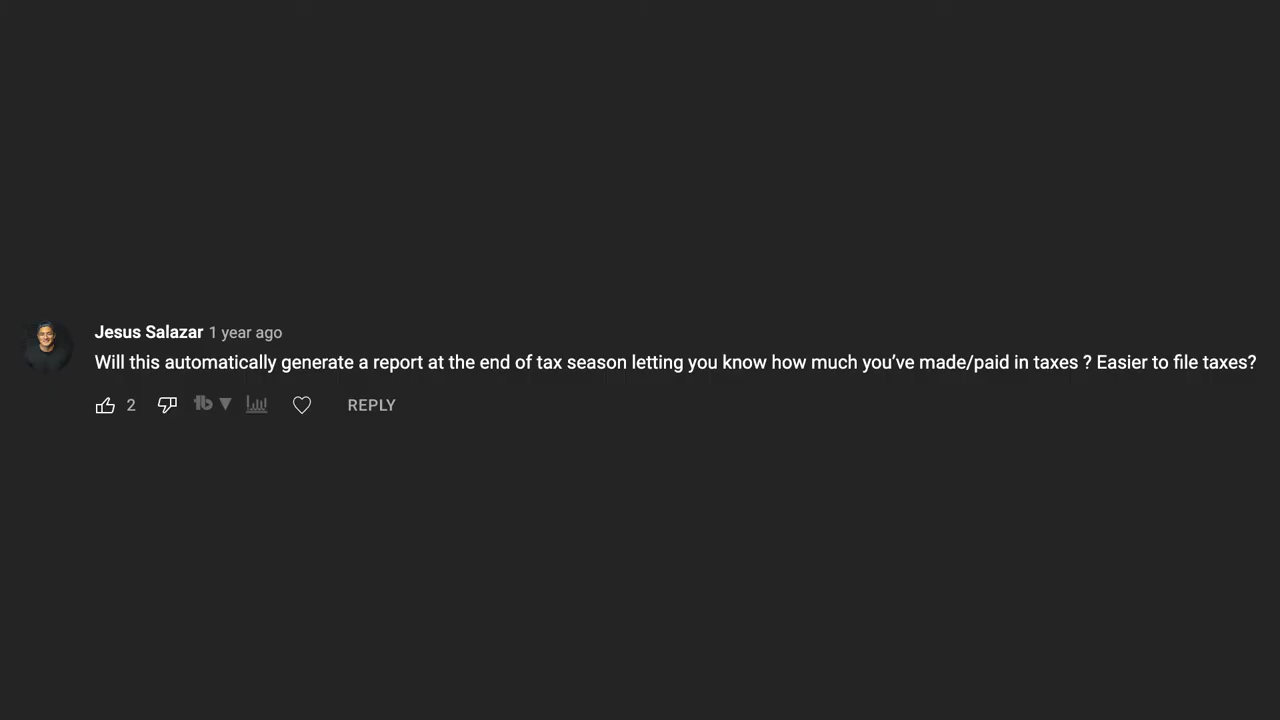 Jesus Salazar 1 year ago
Will this automatically generate a report at the end of tax season letting you know how much you’ve made/paid in taxes ? Easier to file taxes?
2 tb REPLY